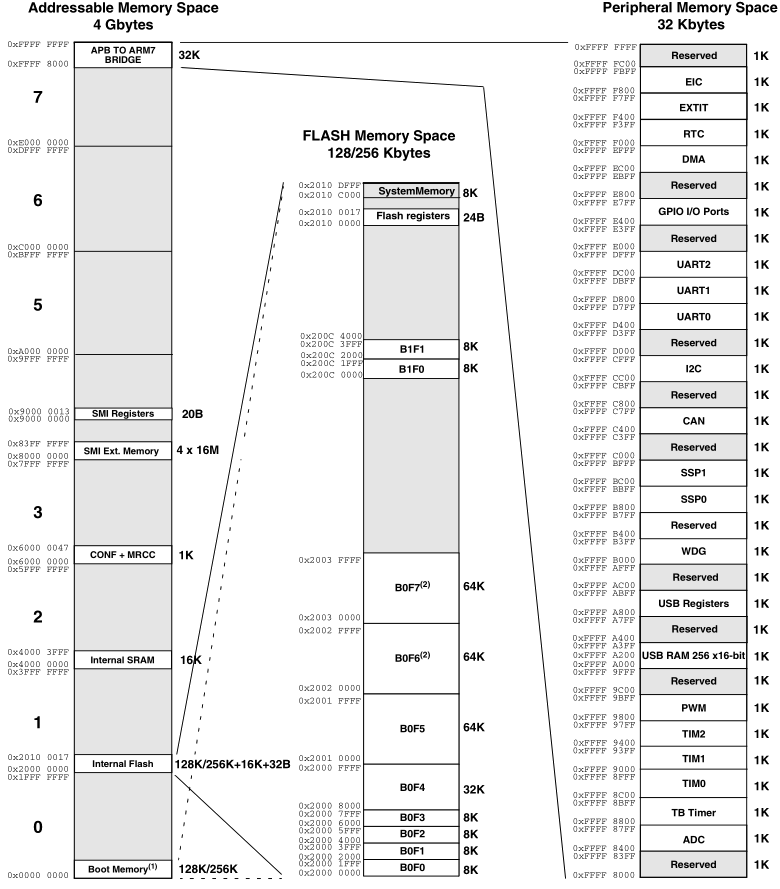 Addressable Memory Space
4 Gbytes
0xFFFF FFFF
APB TO ARM7
BRIDGE
32K
0xFFFF 8000
7
0xE000 0000
0xDFFF FFFF
6
0xC000 0000
0xBFFF FFFF
5
0xA000 0000
0x9FFF FFFF
0x9000 0013
SMI Registers
20B
0x9000 0000
0x83FF FFFF
SMI Ext. Memory
4 x 16M
0x8000 0000
0x7FFF FFFF
3
0x6000 0047
CONF + MRCC
1K
0x6000 0000
0x5FFF FFFF
2
0x4000 3FFF
Internal SRAM
16K
0x4000 0000
0x3FFF FFFF
1
0x2010 0017
Internal Flash
128K/256K+16K+32B
0x2000 0000
0x1FFF FFFF
0
Boot Memory(1)
128K/256K
0x0000 0000
FLASH Memory Space
128/256 Kbytes
0x2010 DFFF
SystemMemory
8K
0x2010 C000
0x2010 0017
Flash registers
24B
0x2010 0000
0x200C 4000
0x200C 3FFF
B1F1
8K
0x200C 2000
0x200C 1FFF
B1F0
8K
0x200C 0000
0x2003 FFFF
B0F7(2)
64K
0x2003 0000
0x2002 FFFF
B0F6(2)
64K
0x2002 0000
0x2001 FFFF
B0F5
64K
0x2001 0000
0x2000 FFFF
B0F4
32K
0x2000 8000
0x2000 7FFF
B0F3
8K
0x2000 6000
0x2000 5FFF
B0F2
8K
0x2000 4000
0x2000 3FFF
B0F1
8K
0x2000 2000
0x2000 1FFF
B0F0
8K
0x2000 0000
Peripheral Memory Space
32 Kbytes
0xFFFF FFFF
Reserved
1K
0xFFFF FC00
0xFFFF FBFF
EIC
1K
0xFFFF F800
0xFFFF F7FF
EXTIT
1K
0xFFFF F400
0xFFFF F3FF
RTC
1K
0xFFFF F000
0xFFFF EFFF
DMA
1K
0xFFFF EC00
0xFFFF EBFF
Reserved
1K
0xFFFF E800
0xFFFF E7FF
GPIO I/O Ports
1K
0xFFFF E400
0xFFFF E3FF
Reserved
1K
0xFFFF E000
0xFFFF DFFF
UART2
1K
0xFFFF DC00
0xFFFF DBFF
UART1
1K
0xFFFF D800
0xFFFF D7FF
UART0
1K
0xFFFF D400
0xFFFF D3FF
Reserved
1K
0xFFFF D000
0xFFFF CFFF
I2C
1K
0xFFFF CC00
0xFFFF CBFF
Reserved
1K
0xFFFF C800
0xFFFF C7FF
CAN
1K
0xFFFF C400
0xFFFF C3FF
Reserved
1K
0xFFFF C000
0xFFFF BFFF
SSP1
1K
0xFFFF BC00
0xFFFF BBFF
SSP0
1K
0xFFFF B800
0xFFFF B7FF
Reserved
1K
0xFFFF B400
0xFFFF B3FF
WDG
1K
0xFFFF B000
0xFFFF AFFF
Reserved
1K
0xFFFF AC00
0xFFFF ABFF
USB Registers
1K
0xFFFF A800
0xFFFF A7FF
Reserved
1K
0xFFFF A400
0xFFFF A3FF
0xFFFF A200
USB RAM 256 x16-bit
1K
0xFFFF A000
0xFFFF 9FFF
Reserved
1K
0xFFFF 9C00
0xFFFF 9BFF
PWM
1K
0xFFFF 9800
0xFFFF 97FF
TIM2
1K
0xFFFF 9400
0xFFFF 93FF
TIM1
1K
0xFFFF 9000
0xFFFF 8FFF
TIM0
1K
0xFFFF 8C00
0xFFFF 8BFF
TB Timer
1K
0xFFFF 8800
0xFFFF 87FF
ADC
1K
0xFFFF 8400
0xFFFF 83FF
Reserved
1K
0xFFFF 8000